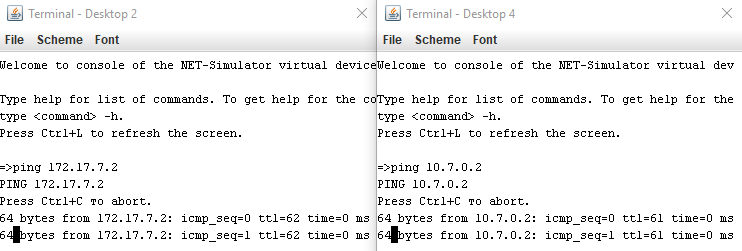 Terminal - Desktop 2
File Scheme Font
Welcome to console of the NET-Simulator virtual device
Type help for list of commands. To get help for the co
type <command> -h.
Press Ctrl+L to refresh the screen.
=>ping 172.17.7.2
PING 172.17.7.2
Press Ctrl+C to abort.
64 bytes from 172.17.7.2: icmp_seq=0 ttl=62 time=0 ms
64 bytes from 172.17.7.2: icmp_seq=1 ttl=62 time=0 ms
Terminal - Desktop 4
File Scheme Font
Welcome to console of the NET-Simulator virtual dev
Type help for list of commands. To get help for the
type <command> -h.
Press Ctrl+L to refresh the screen.
=>ping 10.7.0.2
PING 10.7.0.2
Press Ctrl+C to abort.
64 bytes from 10.7.0.2: icmp_seq=0 ttl=61 time=0 ms
64 bytes from 10.7.0.2: icmp_seq=1 ttl=61 time=0 ms